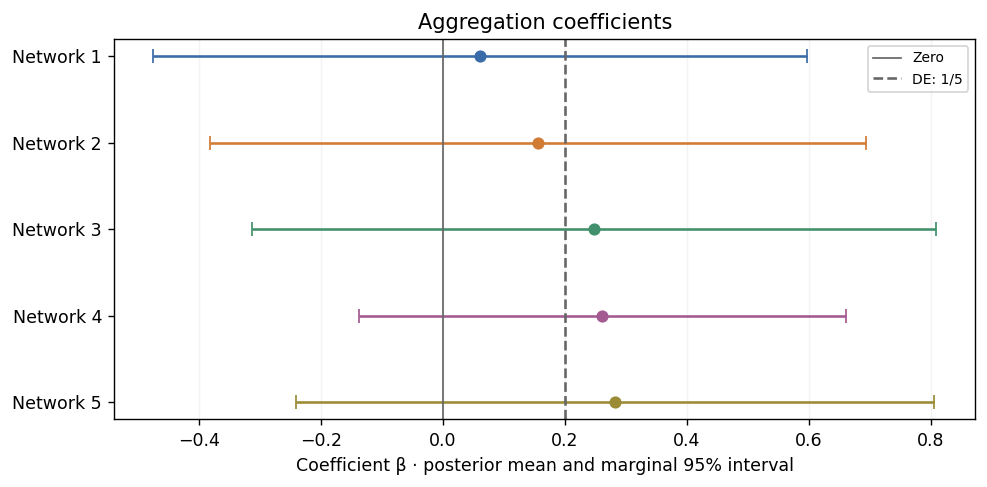 Aggregation coefficients
Network 1
Network 2
Network 3
Network 4
Network 5
Zero
DE: 1/5
−0.4 −0.2 0.0 0.2 0.4 0.6 0.8
Coefficient β · posterior mean and marginal 95% interval